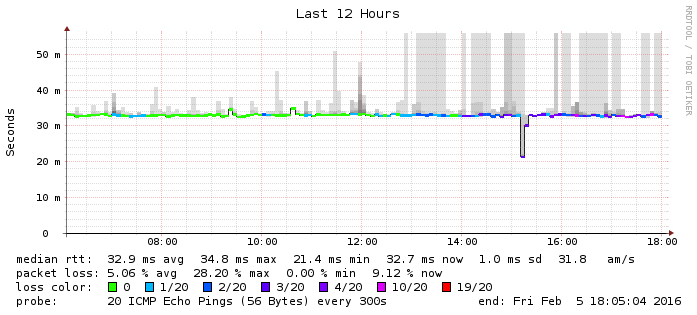 Last 12 Hours
RRDTOOL / TOBI OETIKER
Seconds
50 m
40 m
30 m
20 m
10 m
0
08:00 10:00 12:00 14:00 16:00 18:00
median rtt: 32.9 ms avg 34.8 ms max 21.4 ms min 32.7 ms now 1.0 ms sd 31.8 am/s
packet loss: 5.06 % avg 28.20 % max 0.00 % min 9.12 % now
loss color: 0 1/20 2/20 3/20 4/20 10/20 19/20
probe: 20 ICMP Echo Pings (56 Bytes) every 300s end: Fri Feb 5 18:05:04 2016